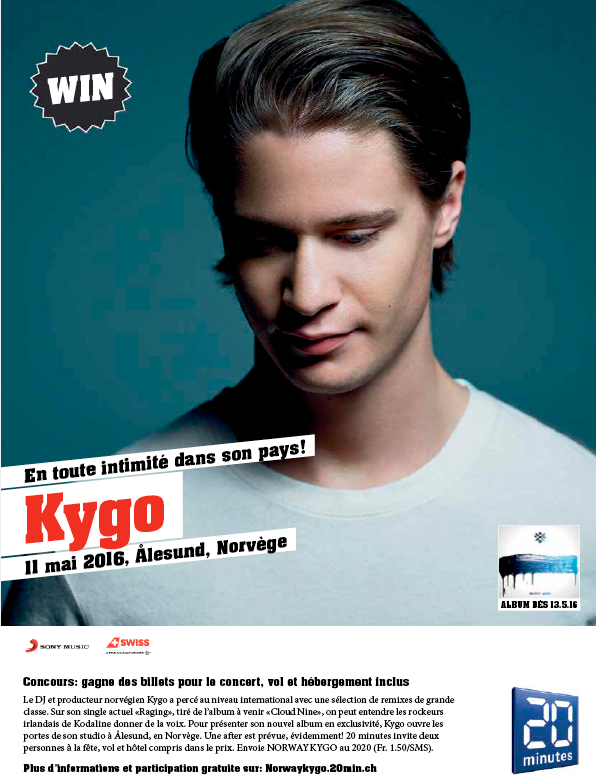 WIN
En toute intimité dans son pays!
Kygo
11 mai 2016, Ålesund, Norvège
ALBUM DÈS 13.5.16
SONY MUSIC
SWISS
Concours: gagne des billets pour le concert, vol et hébergement inclus
Le DJ et producteur norvégien Kygo a percé au niveau international avec une sélection de remixes de grande
classe. Sur son single actuel «Raging», tiré de l'album à venir «Cloud Nine», on peut entendre les rockeurs
irlandais de Kodaline donner de la voix. Pour présenter son nouvel album en exclusivité, Kygo ouvre les
portes de son studio à Ålesund, en Norvège. Une after est prévue, évidemment! 20 minutes invite deux
personnes à la fête, vol et hôtel compris dans le prix. Envoie NORWAY KYGO au 2020 (Fr. 1.50/SMS).
Plus d'informations et participation gratuite sur: Norwaykygo.20min.ch
20
minutes